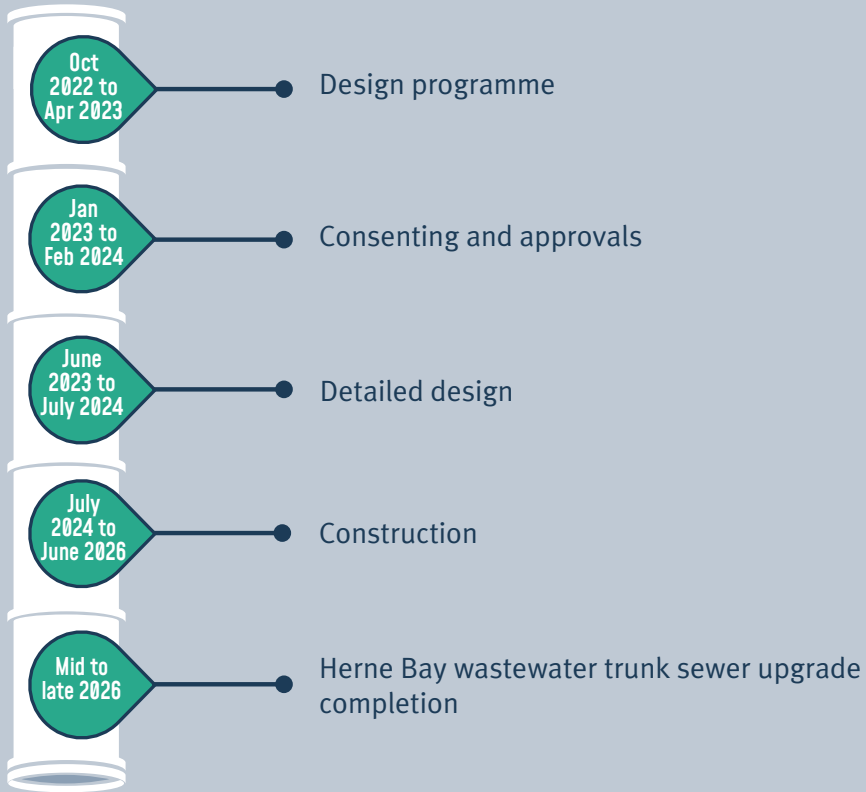 Oct
2022 to
Apr 2023
Design programme
Jan
2023 to
Feb 2024
Consenting and approvals
June
2023 to
July 2024
Detailed design
July
2024 to
June 2026
Construction
Mid to
late 2026
Herne Bay wastewater trunk sewer upgrade
completion